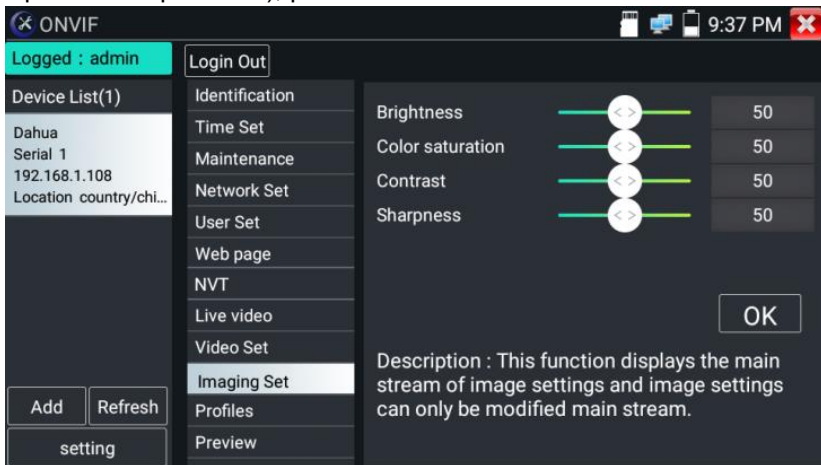 ONVIF
9:37 PM
Logged : admin
Login Out
Device List(1)
Dahua
Serial 1
192.168.1.108
Location country/chi...
Add
Refresh
setting
Identification
Time Set
Maintenance
Network Set
User Set
Web page
NVT
Live video
Video Set
Imaging Set
Profiles
Preview
Brightness 50
Color saturation 50
Contrast 50
Sharpness 50
OK
Description : This function displays the main
stream of image settings and image settings
can only be modified main stream.